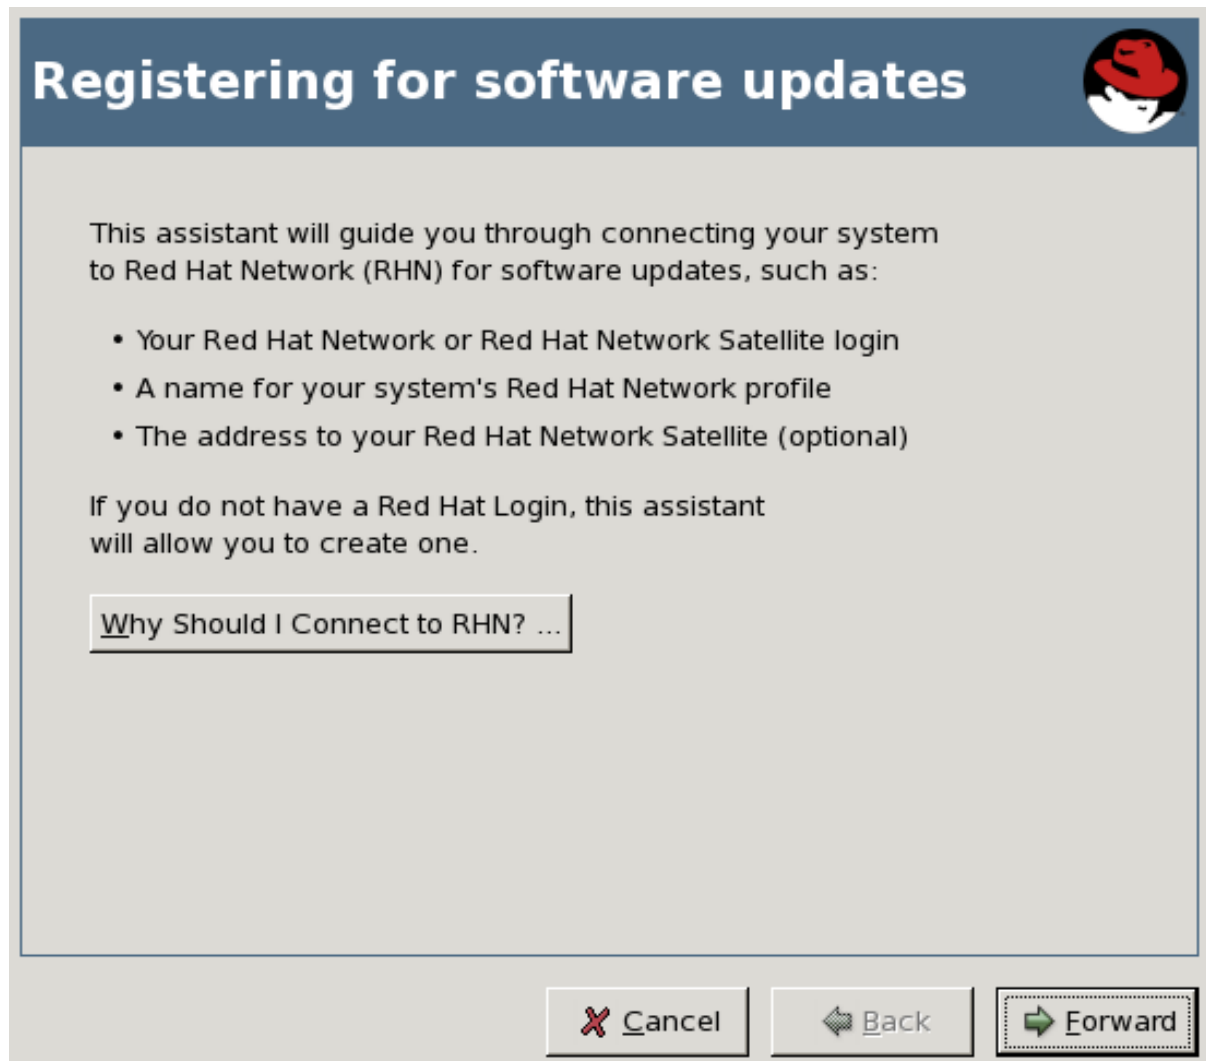 Registering for software updates
This assistant will guide you through connecting your system
to Red Hat Network (RHN) for software updates, such as:
• Your Red Hat Network or Red Hat Network Satellite login
• A name for your system's Red Hat Network profile
• The address to your Red Hat Network Satellite (optional)
If you do not have a Red Hat Login, this assistant
will allow you to create one.
Why Should I Connect to RHN? ...
Cancel Back Forward